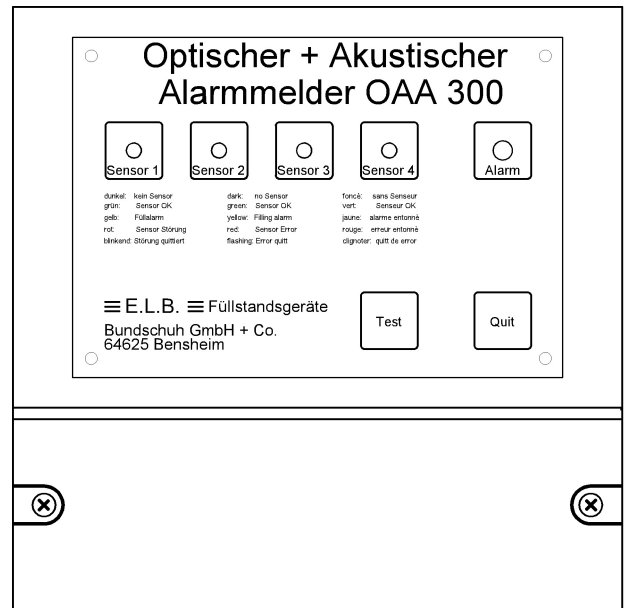 Optischer + Akustischer
Alarmmelder OAA 300
Sensor 1 Sensor 2 Sensor 3 Sensor 4 Alarm
dunkel: kein Sensor dark: no Sensor foncè: sans Senseur
grün: Sensor OK green: Sensor OK vert: Senseur OK
gelb: Füllalarm yellow: Filling alarm jaune: alarme entonnè
rot: Sensor Störung red: Sensor Error rouge: erreur entonnè
blinkend: Störung quittiert flashing: Error quitt clignoter: quitt de error
E.L.B. Füllstandsgeräte
Bundschuh GmbH + Co.
64625 Bensheim
Test Quit